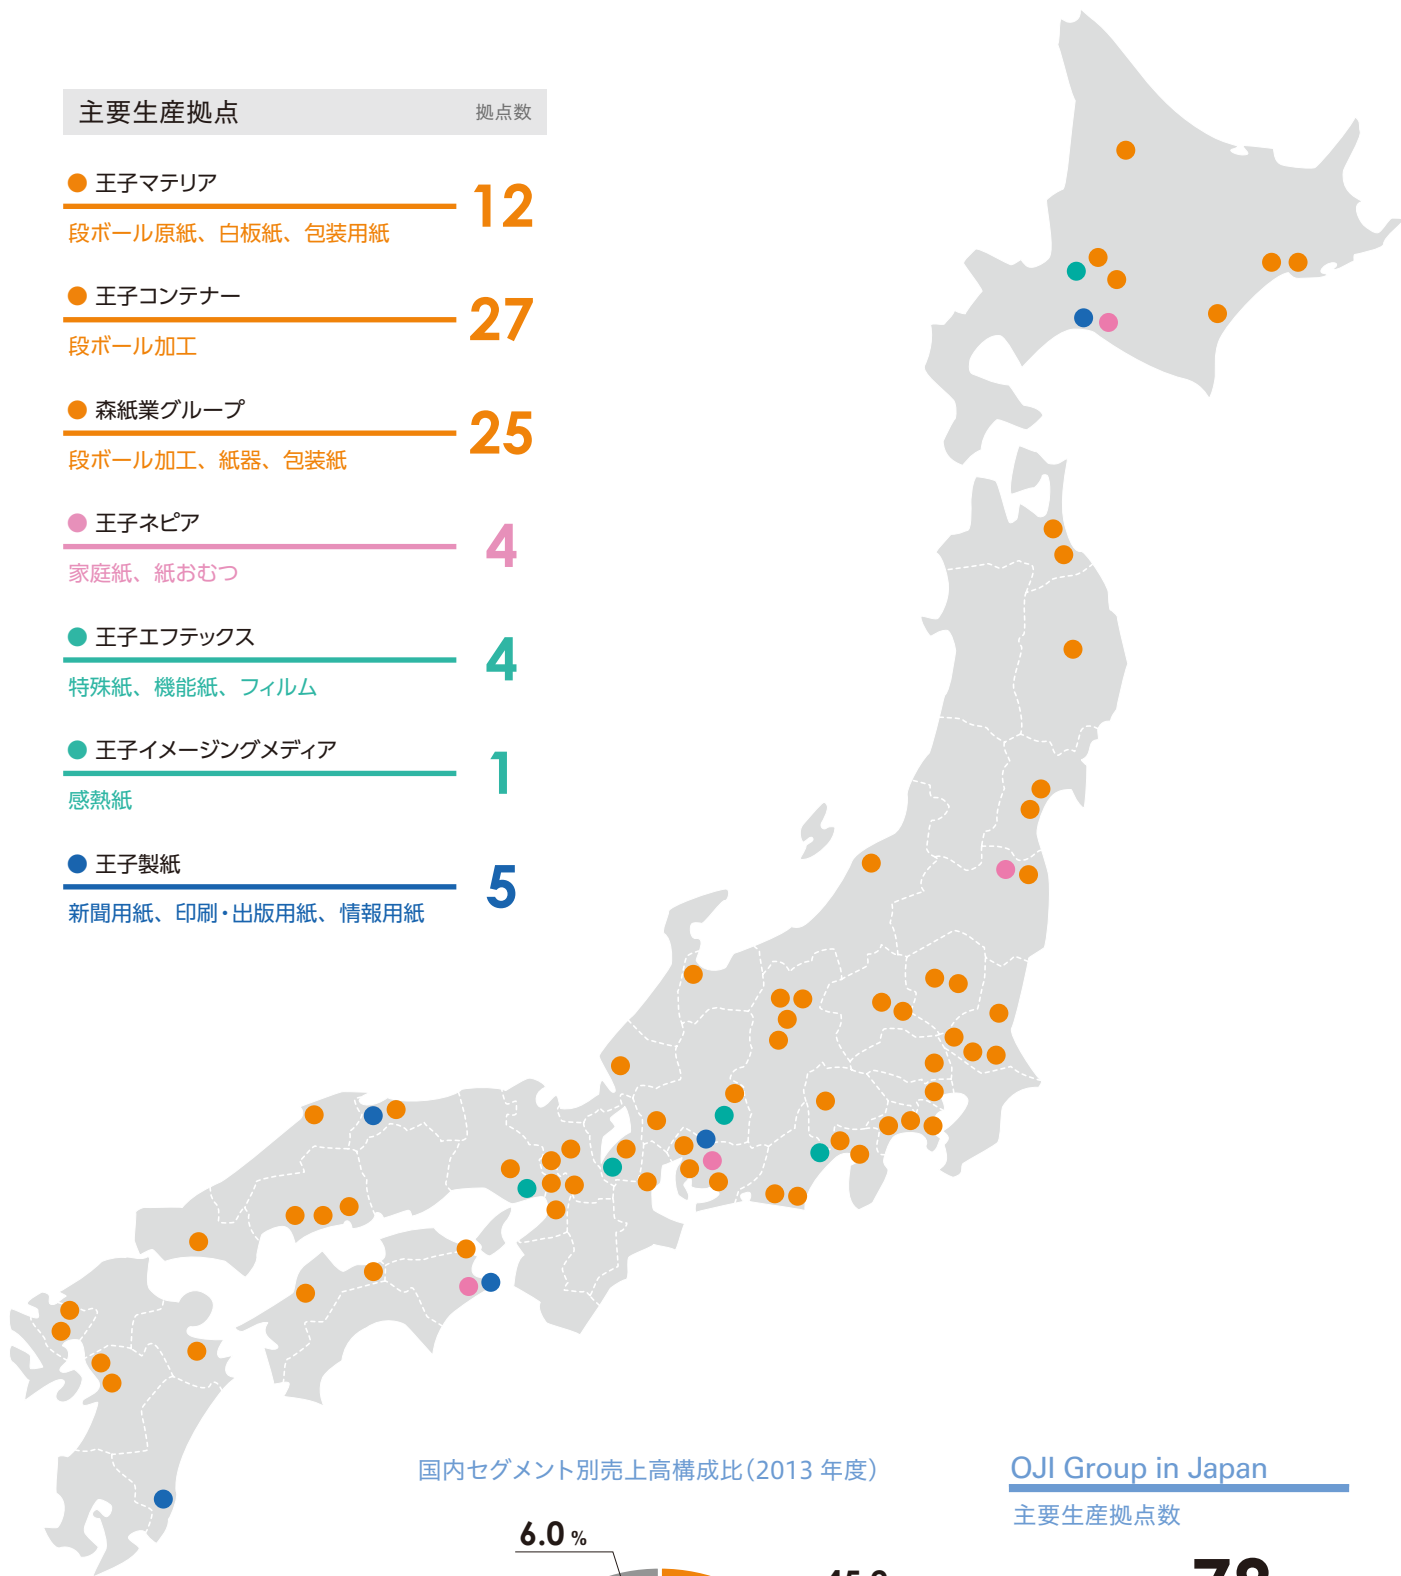 主要生産拠点 拠点数
王子マテリア
12
段ボール原紙、白板紙、包装用紙
王子コンテナー
27
段ボール加工
森紙業グループ
25
段ボール加工、紙器、包装紙
王子ネピア
4
家庭紙、紙おむつ
王子エフテックス
4
特殊紙、機能紙、フィルム
王子イメージングメディア
1
感熱紙
王子製紙
5
新聞用紙、印刷・出版用紙、情報用紙
国内セグメント別売上高構成比(2013 年度)
6.0 %
OJI Group in Japan
主要生産拠点数
78